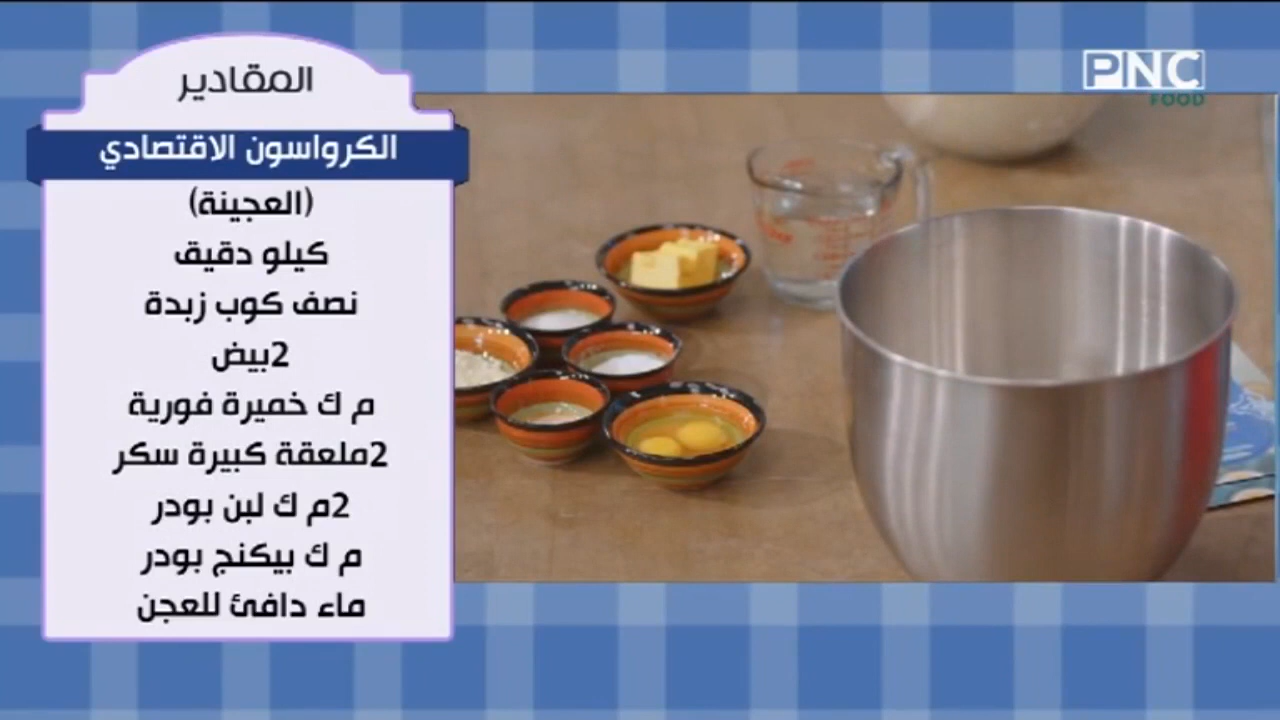 المقادير
الكرواسون الاقتصادي
(العجينة)
كيلو دقيق
نصف كوب زبدة
2بيض
م ك خميرة فورية
2ملعقة كبيرة سكر
2م ك لبن بودر
م ك بيكنج بودر
ماء دافئ للعجن
PNC
FOOD